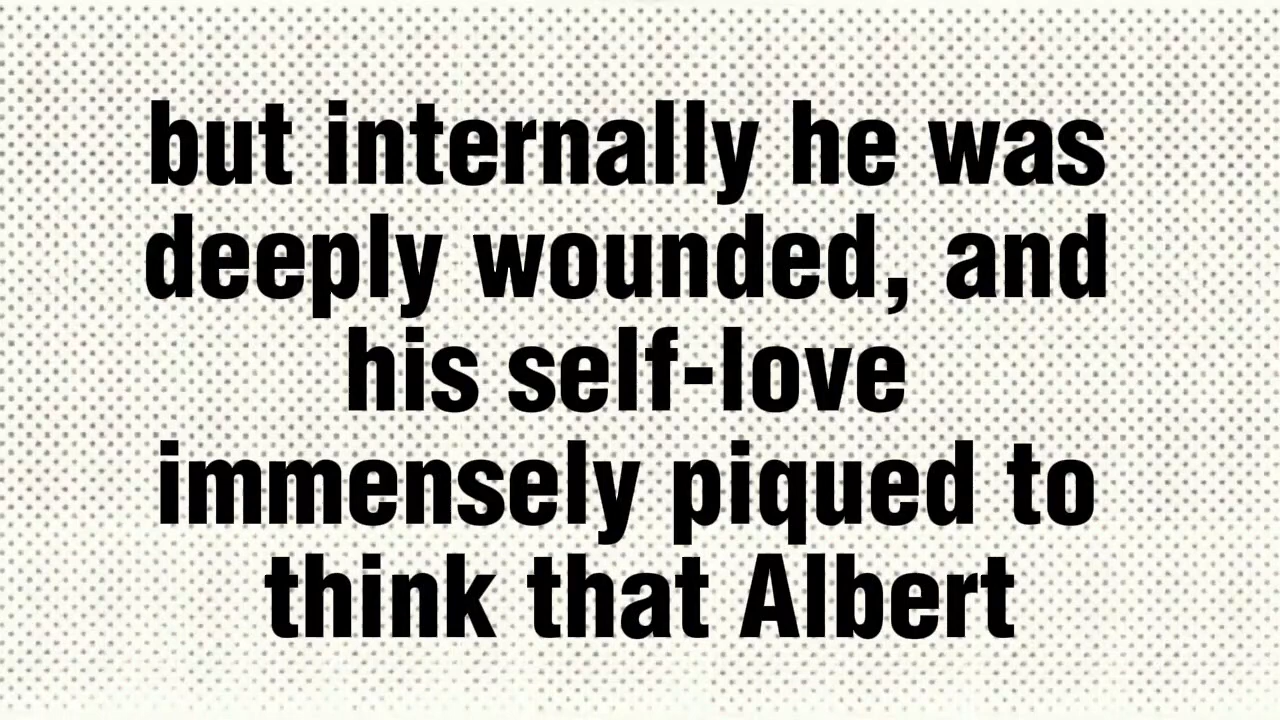 but internally he was
deeply wounded, and
his self-love
immensely piqued to
think that Albert